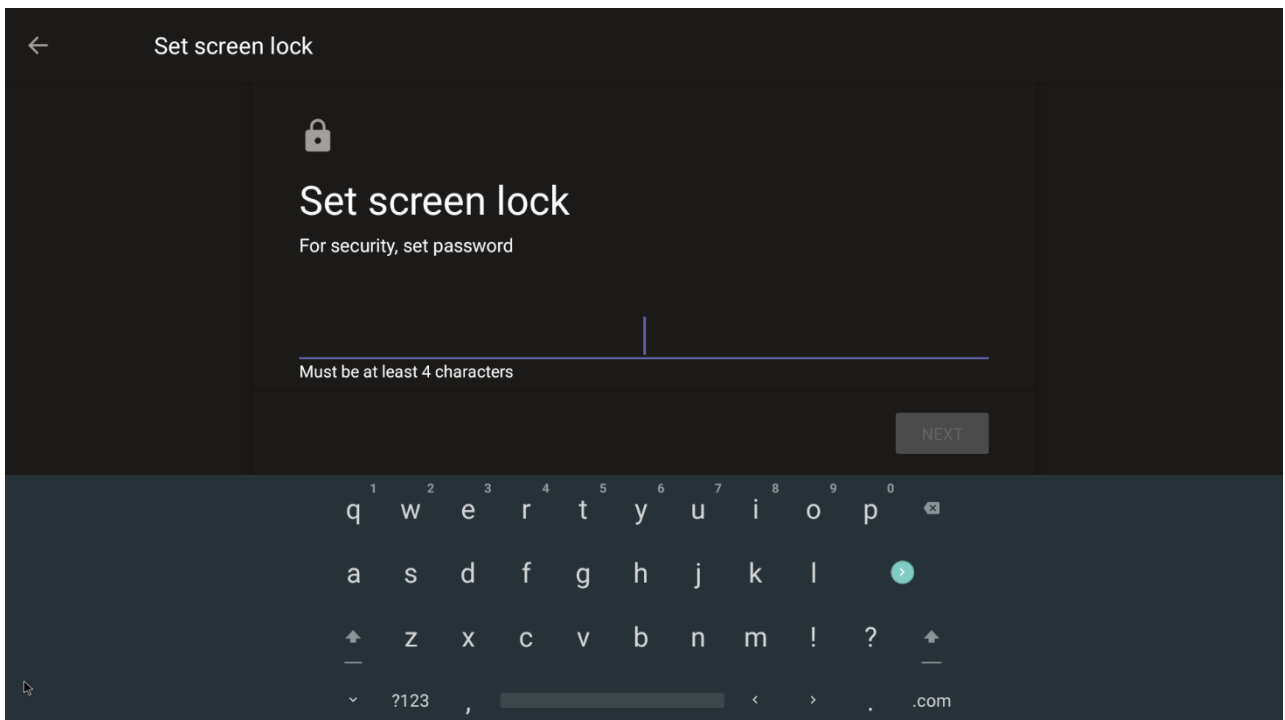 Set screen lock
Set screen lock
For security, set password
Must be at least 4 characters
NEXT
1 2 3 4 5 6 7 8 9 0
q w e r t y u i o p
a s d f g h j k l
z x c v b n m ! ?
?123 , < > . .com